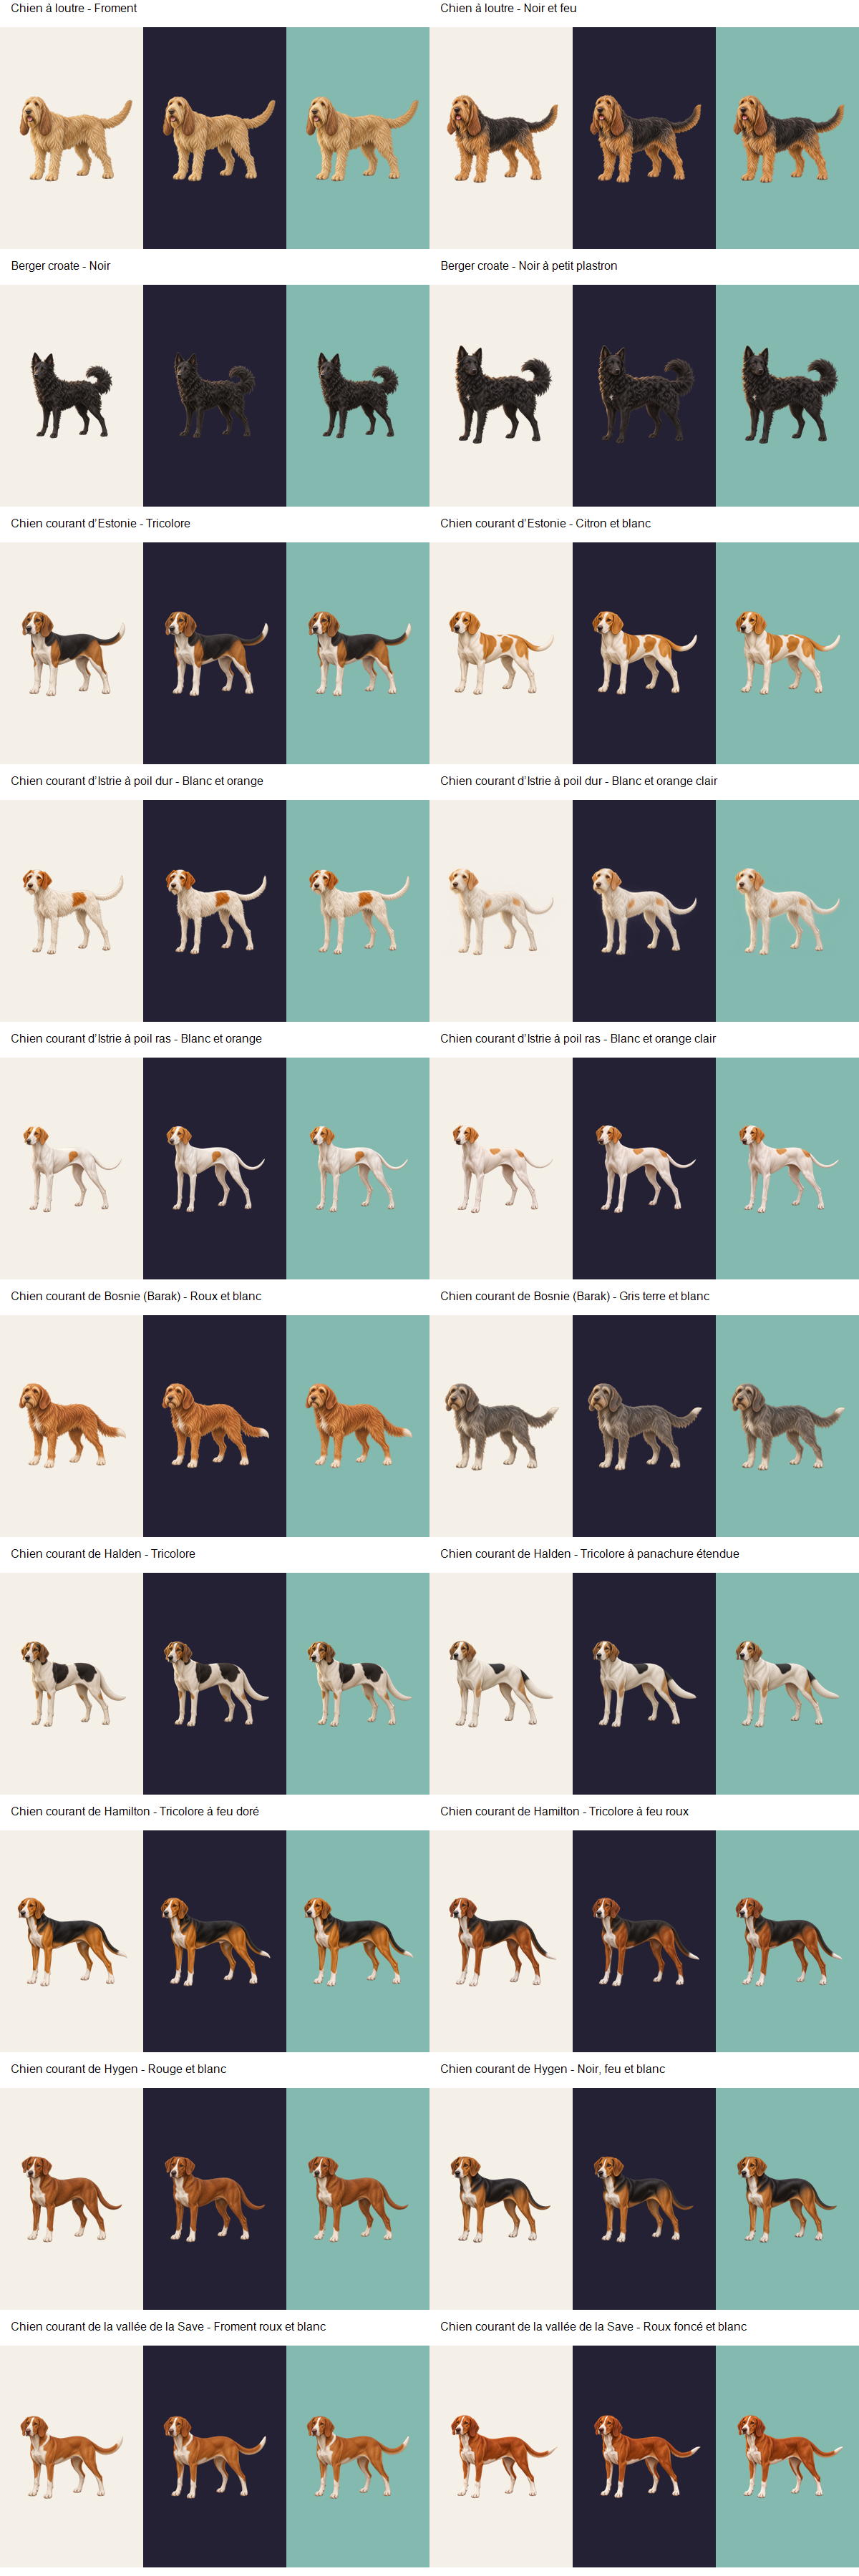 Chien à loutre - Froment
Chien à loutre - Noir et feu
Berger croate - Noir
Berger croate - Noir à petit plastron
Chien courant d’Estonie - Tricolore
Chien courant d’Estonie - Citron et blanc
Chien courant d’Istrie à poil dur - Blanc et orange
Chien courant d’Istrie à poil dur - Blanc et orange clair
Chien courant d’Istrie à poil ras - Blanc et orange
Chien courant d’Istrie à poil ras - Blanc et orange clair
Chien courant de Bosnie (Barak) - Roux et blanc
Chien courant de Bosnie (Barak) - Gris terre et blanc
Chien courant de Halden - Tricolore
Chien courant de Halden - Tricolore à panachure étendue
Chien courant de Hamilton - Tricolore à feu doré
Chien courant de Hamilton - Tricolore à feu roux
Chien courant de Hygen - Rouge et blanc
Chien courant de Hygen - Noir, feu et blanc
Chien courant de la vallée de la Save - Froment roux et blanc
Chien courant de la vallée de la Save - Roux foncé et blanc